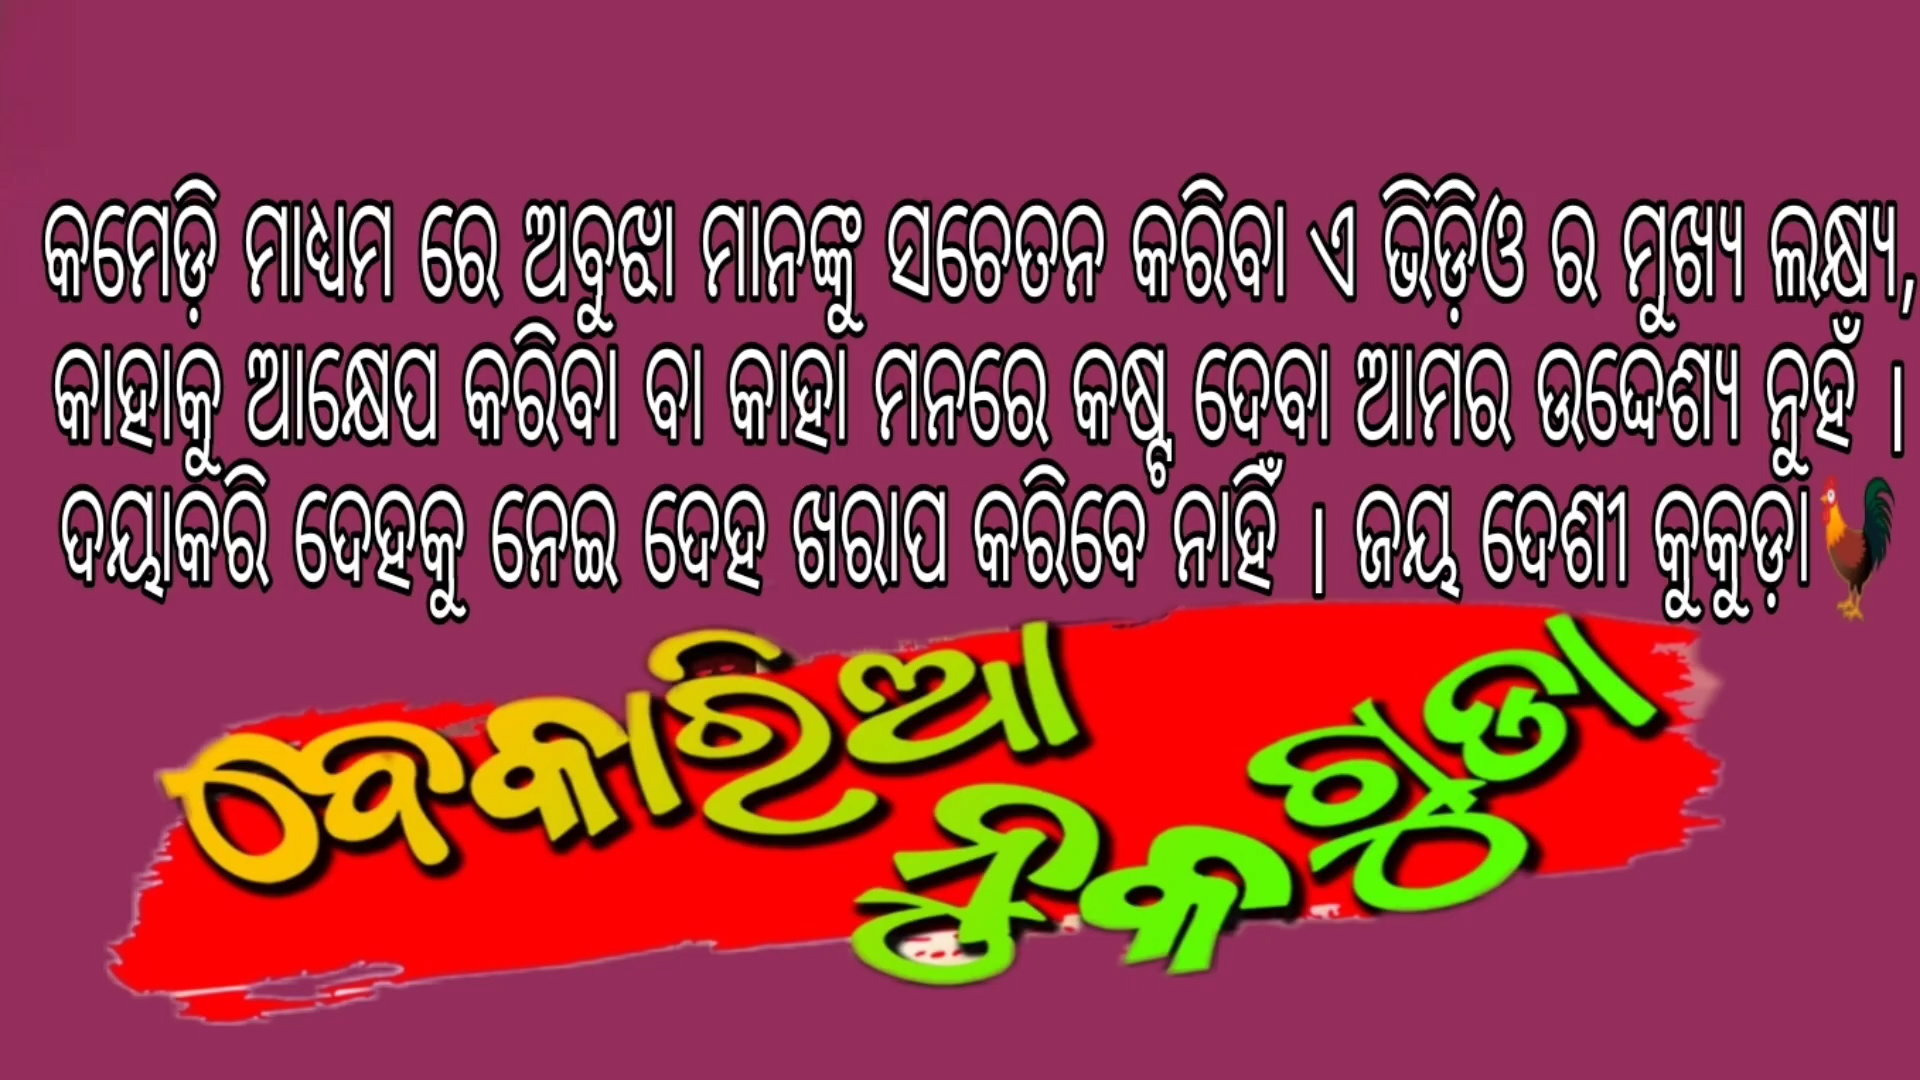 କମେଡ଼ି ମାଧ୍ୟମ ରେ ଅବୁଝା ମାନଙ୍କୁ ସଚେତନ କରିବା ଏ ଭିଡ଼ିଓ ର ମୁଖ୍ୟ ଲକ୍ଷ୍ୟ,
କାହାକୁ ଆକ୍ଷେପ କରିବା ବା କାହା ମନରେ କଷ୍ଟ ଦେବା ଆମର ଉଦ୍ଦେଶ୍ୟ ନୁହଁ ।
ଦୟାକରି ଦେହକୁ ନେଇ ଦେହ ଖରାପ କରିବେ ନାହିଁ । ଜୟ ଦେଶୀ କୁକୁଡ଼ା🐓
ବେକାରିଆ
ଗୁଡା